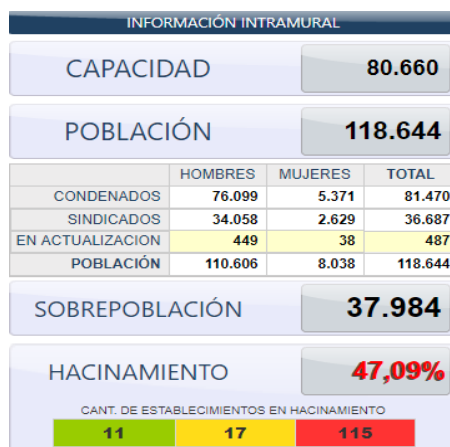 INFORMACIÓN INTRAMURAL
CAPACIDAD 80.660
POBLACIÓN 118.644
HOMBRES MUJERES TOTAL
CONDENADOS 76.099 5.371 81.470
SINDICADOS 34.058 2.629 36.687
EN ACTUALIZACION 449 38 487
POBLACIÓN 110.606 8.038 118.644
SOBREPOBLACIÓN 37.984
HACINAMIENTO 47,09%
CANT. DE ESTABLECIMIENTOS EN HACINAMIENTO
11 17 115